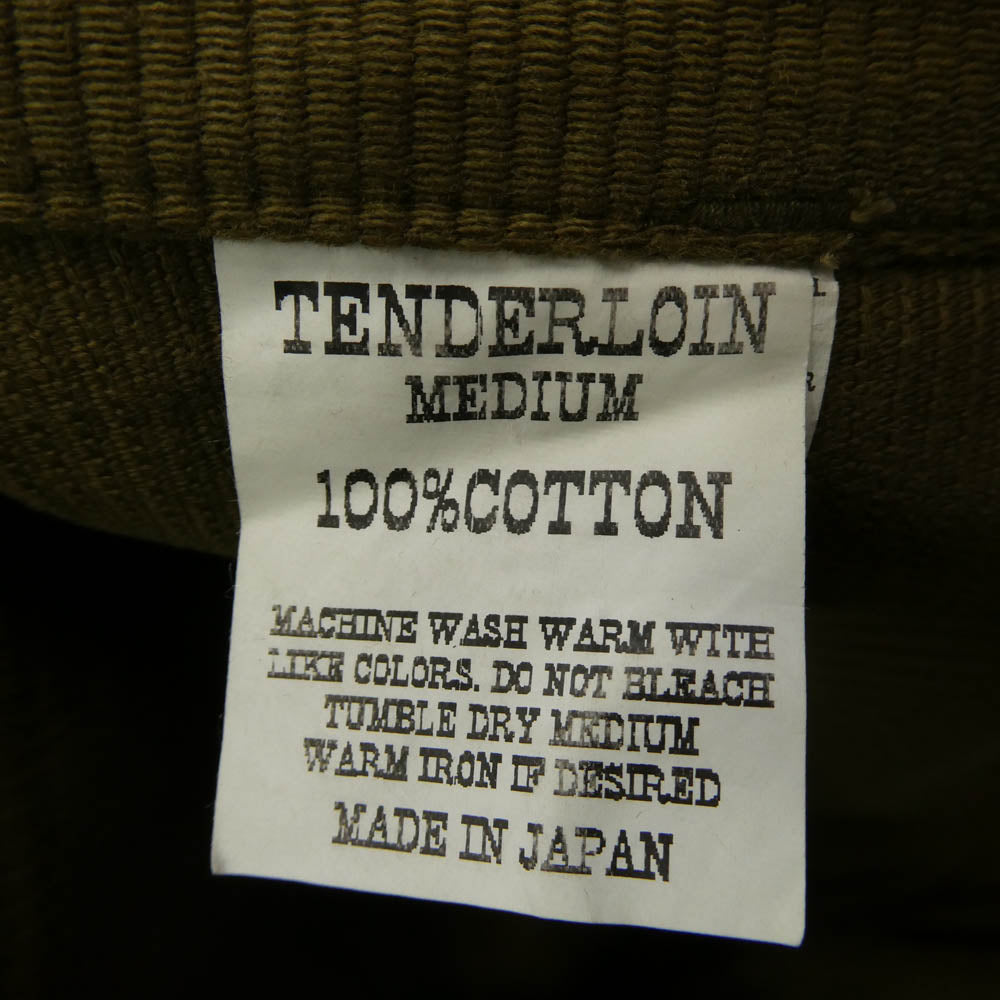 TENDERLOIN
MEDIUM
100%COTTON
MACHINE WASH WARM WITH
LIKE COLORS. DO NOT BLEACH
TUMBLE DRY MEDIUM
WARM IRON IF DESIRED
MADE IN JAPAN
L
R